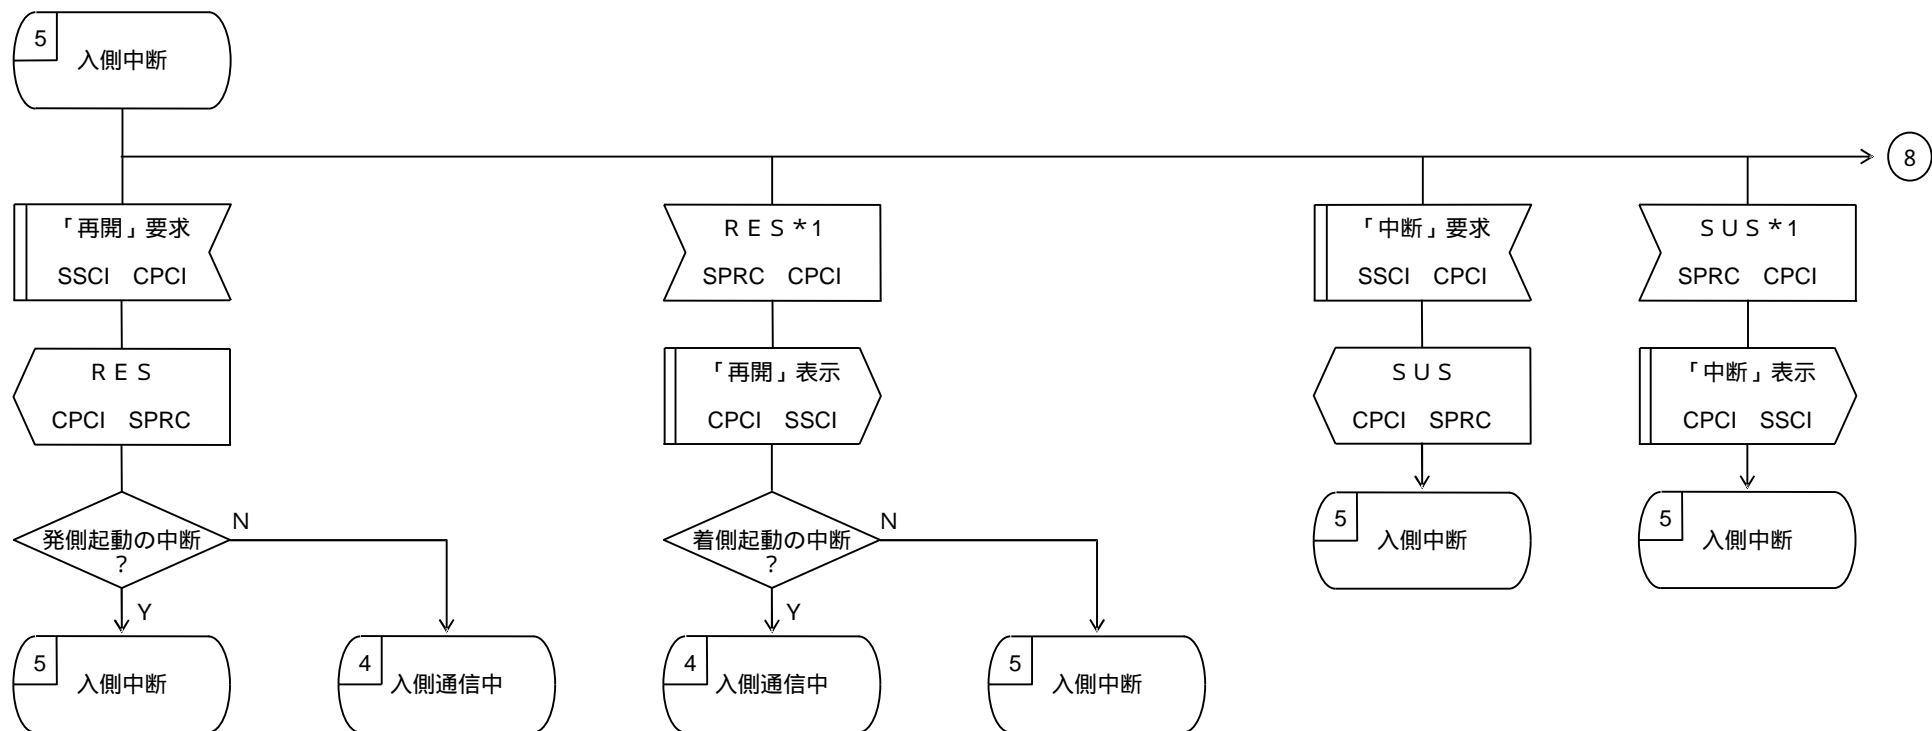 5
入側中断
8
「再開」要求
SSCI CPCI
ＲＥＳ*1
SPRC CPCI
「中断」要求
SSCI CPCI
ＳＵＳ*1
SPRC CPCI
ＲＥＳ
CPCI SPRC
「再開」表示
CPCI SSCI
ＳＵＳ
CPCI SPRC
「中断」表示
CPCI SSCI
発側起動の中断
？
N
Y
着側起動の中断
？
N
Y
5
入側中断
5
入側中断
5
入側中断
4
入側通信中
4
入側通信中
5
入側中断